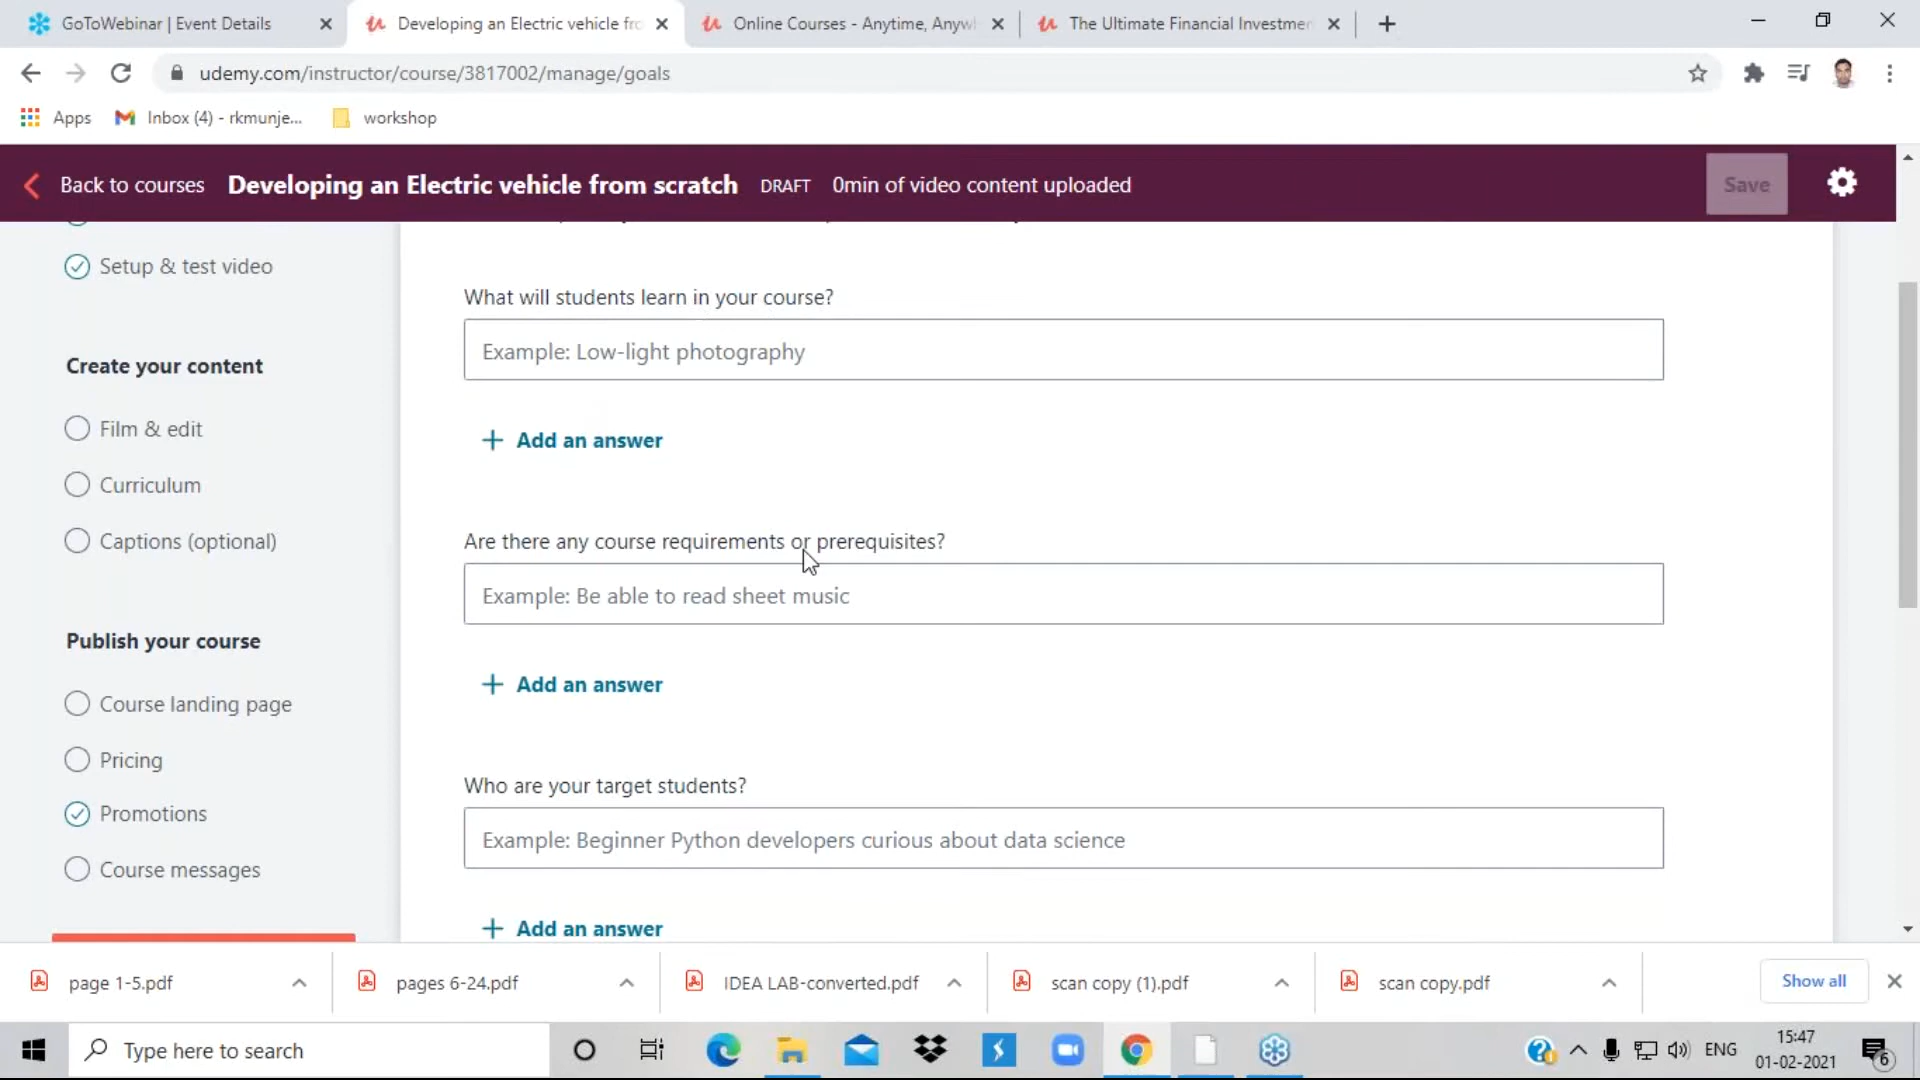 GoToWebinar | Event Details
Developing an Electric vehicle fro
Online Courses - Anytime, Anyw
The Ultimate Financial Investmen
udemy.com/instructor/course/3817002/manage/goals
Apps
Inbox (4) - rkmunje...
workshop
Back to courses
Developing an Electric vehicle from scratch
DRAFT
0min of video content uploaded
Save
Setup & test video
Create your content
Film & edit
Curriculum
Captions (optional)
Publish your course
Course landing page
Pricing
Promotions
Course messages
What will students learn in your course?
Example: Low-light photography
Add an answer
Are there any course requirements or prerequisites?
Example: Be able to read sheet music
Add an answer
Who are your target students?
Example: Beginner Python developers curious about data science
Add an answer
page 1-5.pdf
pages 6-24.pdf
IDEA LAB-converted.pdf
scan copy (1).pdf
scan copy.pdf
Show all
Type here to search
ENG
15:47
01-02-2021
6